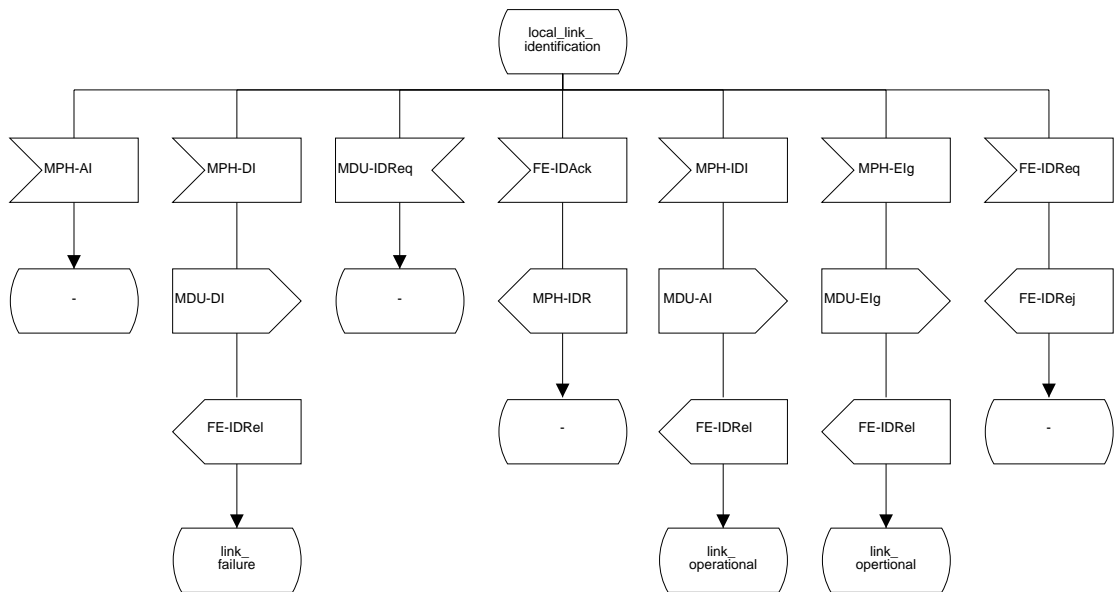 local_link_
identification
MPH-AI
MPH-DI
MDU-IDReq
FE-IDAck
MPH-IDI
MPH-EIg
FE-IDReq
-
MDU-DI
-
MPH-IDR
MDU-AI
MDU-EIg
FE-IDRej
FE-IDRel
-
FE-IDRel
FE-IDRel
-
link_
failure
link_
operational
link_
opertional